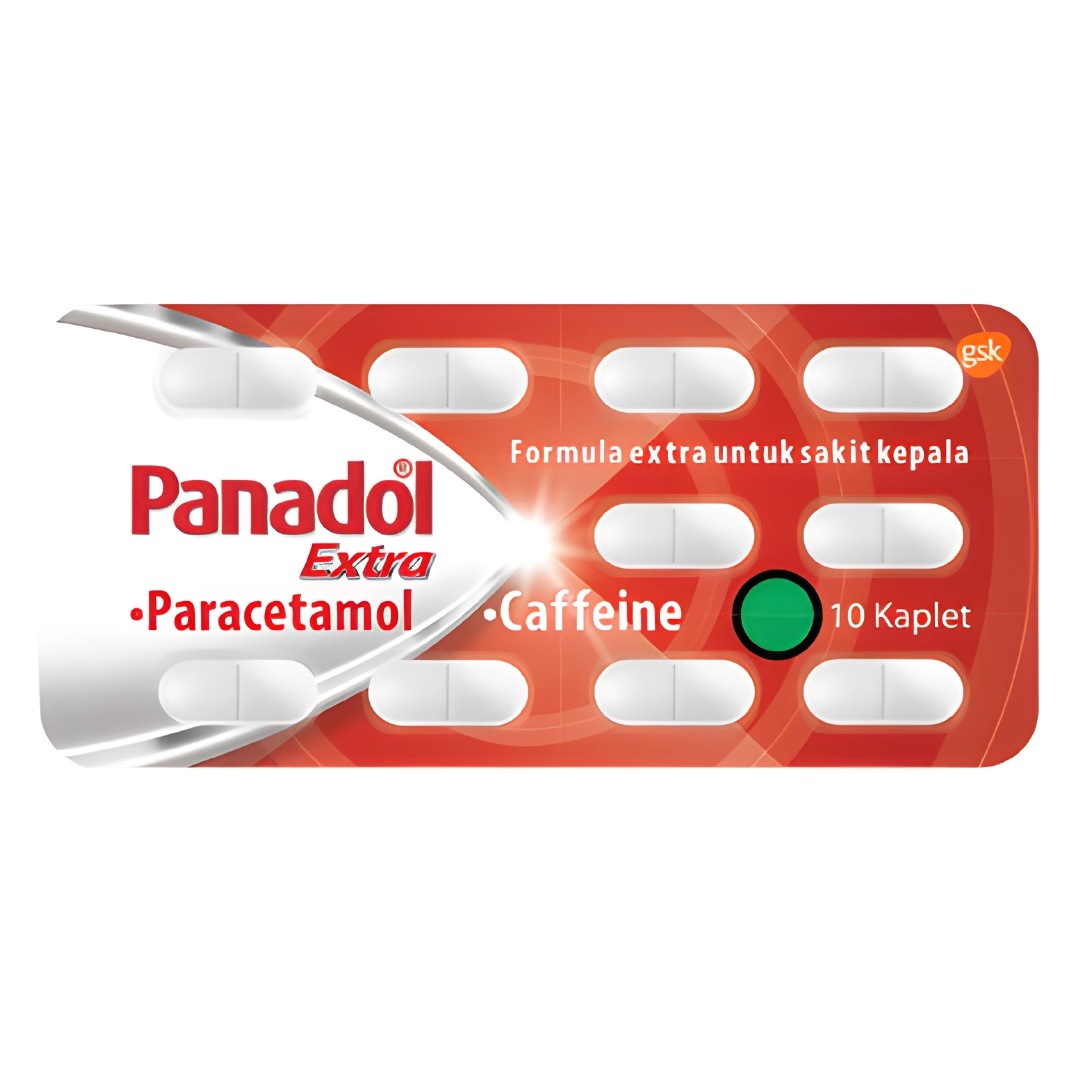 gsk
Formula extra untuk sakit kepala
Panadol®
Extra
•Paracetamol •Caffeine
10 Kaplet